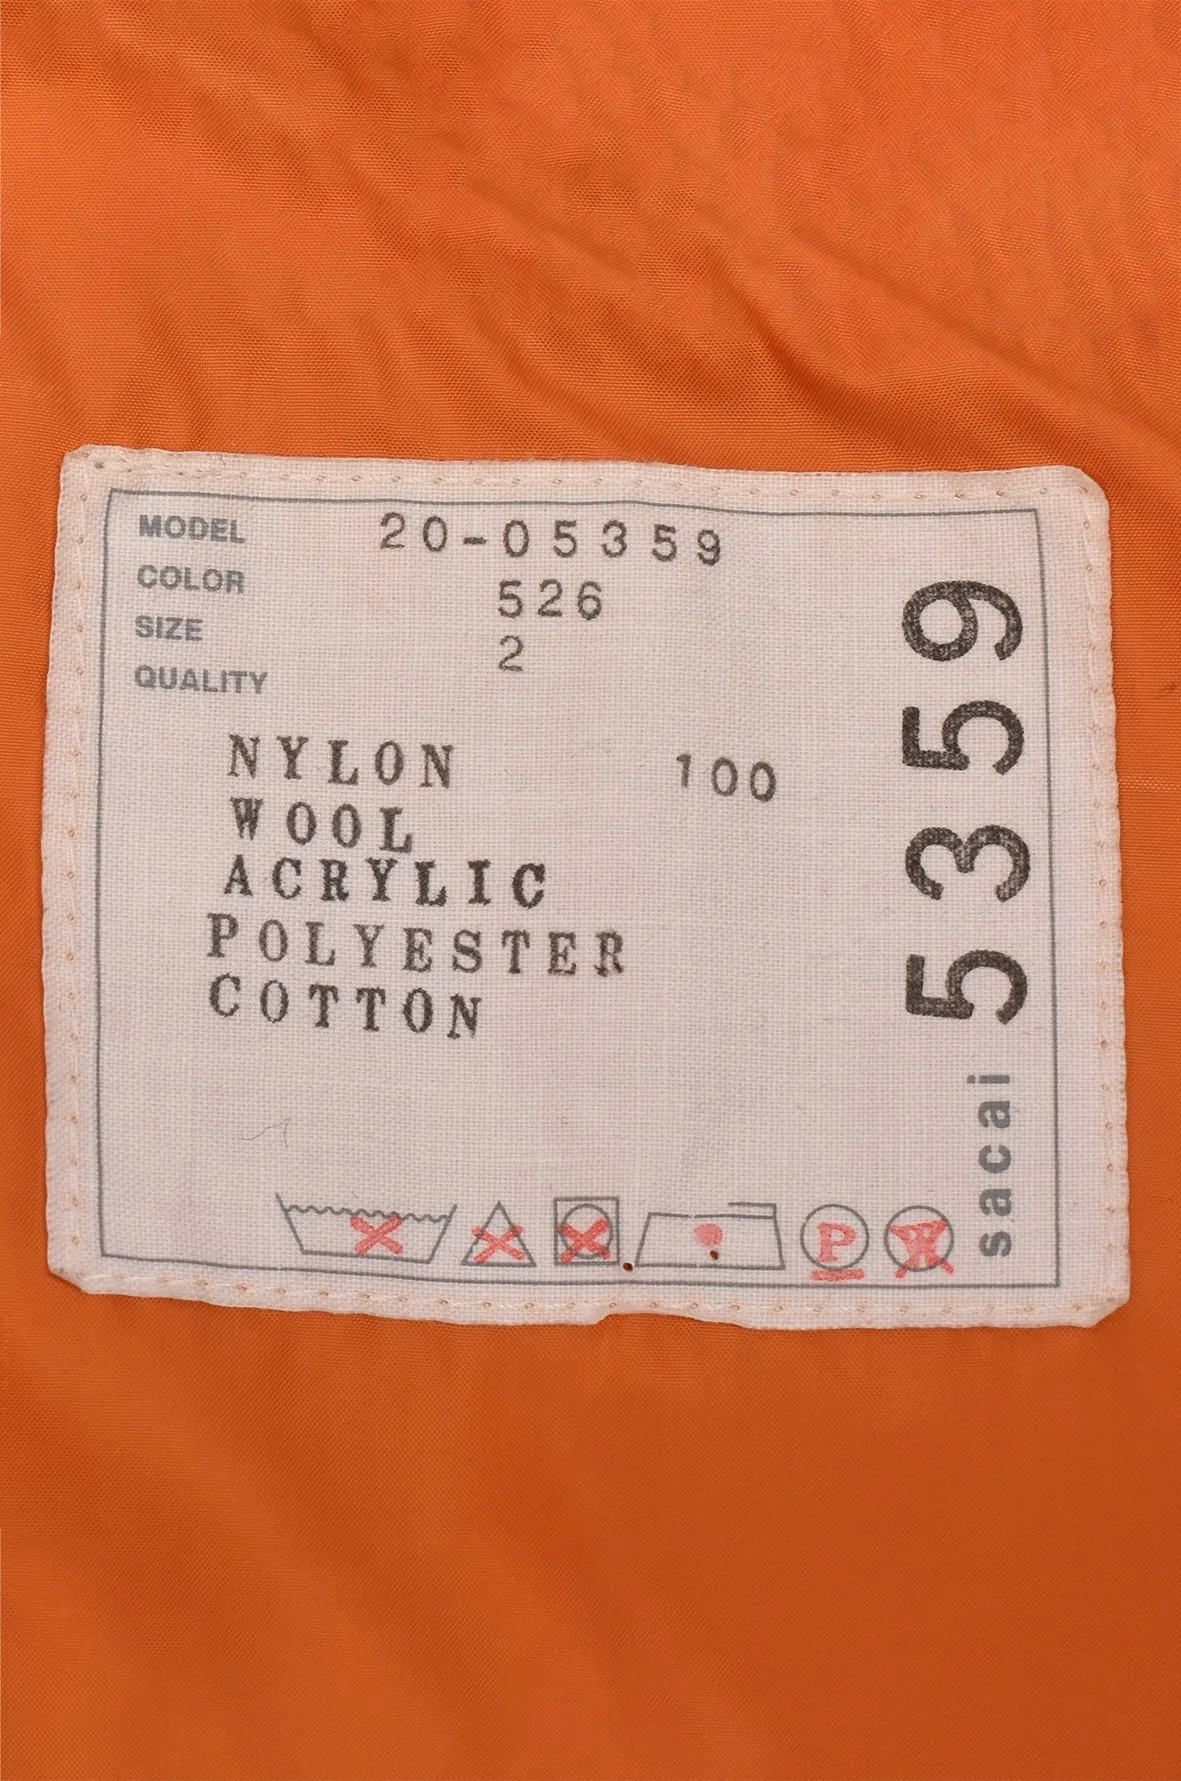 MODEL 20-05359
COLOR 526
SIZE 2
QUALITY
NYLON 100
WOOL
ACRYLIC
POLYESTER
COTTON
P
W
sacai 5359